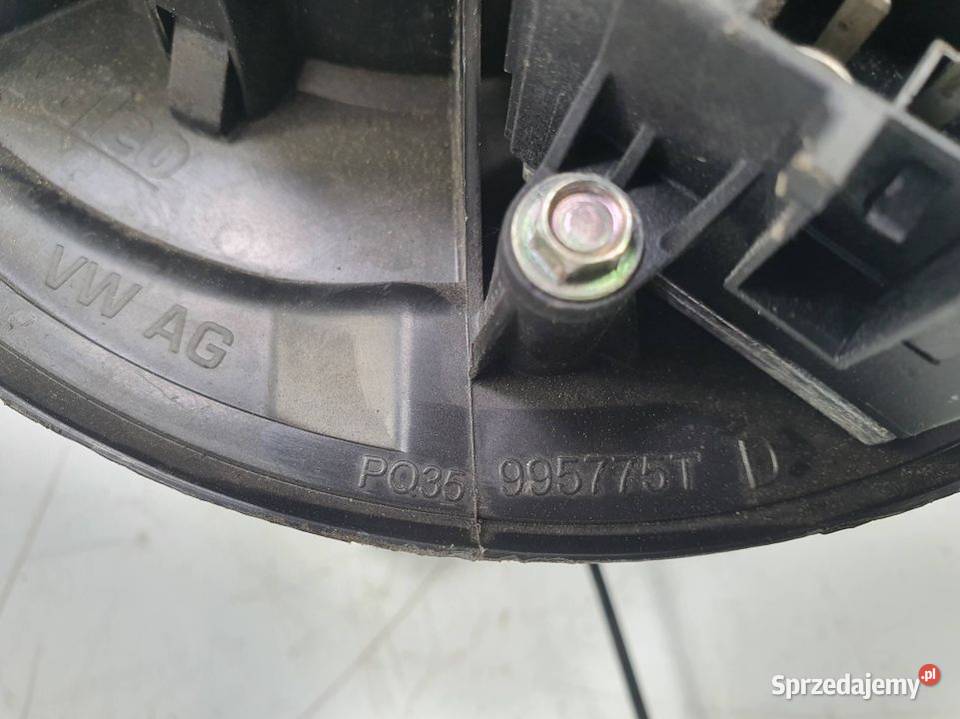 VW AG
PQ35 995775T D
Sprzedajemy.pl